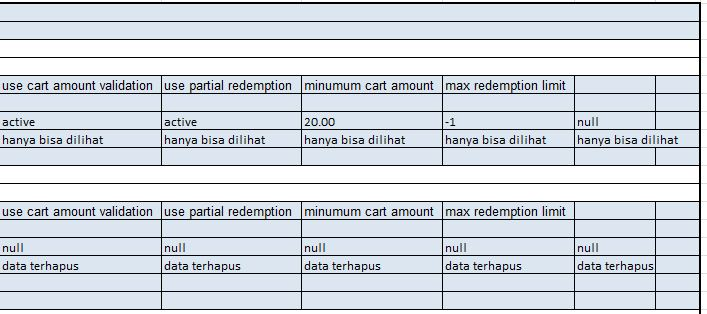 use cart amount validation use partial redemption minumum cart amount max redemption limit
active active 20.00 -1 null
hanya bisa dilihat hanya bisa dilihat hanya bisa dilihat hanya bisa dilihat hanya bisa dilihat
use cart amount validation use partial redemption minumum cart amount max redemption limit
null null null null null
data terhapus data terhapus data terhapus data terhapus data terhapus